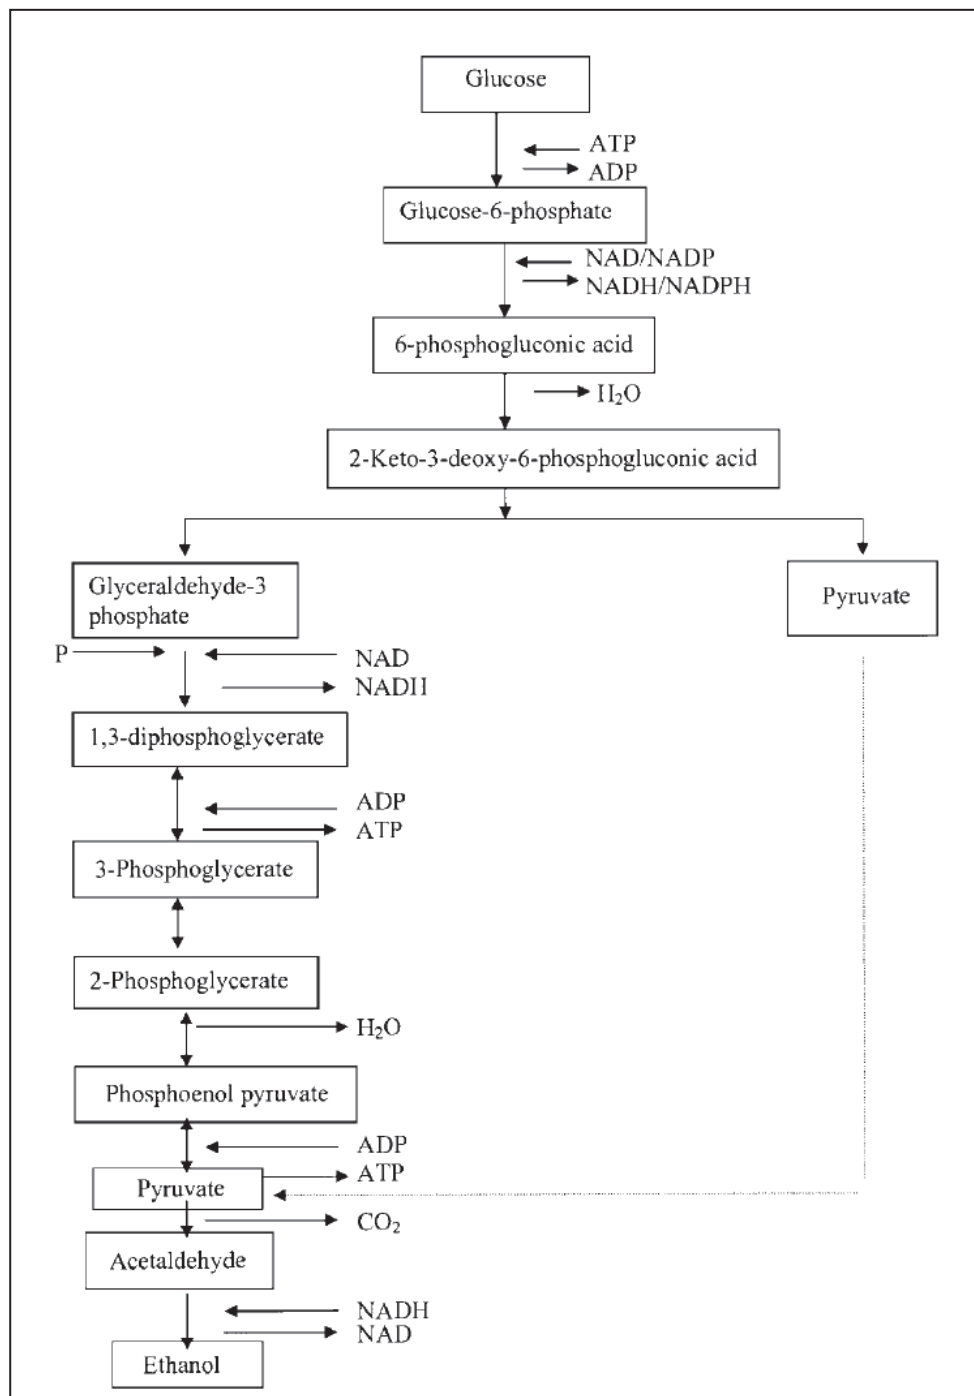 Glucose
ATP
ADP
Glucose-6-phosphate
NAD/NADP
NADH/NADPH
6-phosphogluconic acid
H₂O
2-Keto-3-deoxy-6-phosphogluconic acid
Glyceraldehyde-3
phosphate
Pyruvate
P
NAD
NADH
1,3-diphosphoglycerate
ADP
ATP
3-Phosphoglycerate
2-Phosphoglycerate
H₂O
Phosphoenol pyruvate
ADP
ATP
Pyruvate
CO₂
Acetaldehyde
NADH
NAD
Ethanol